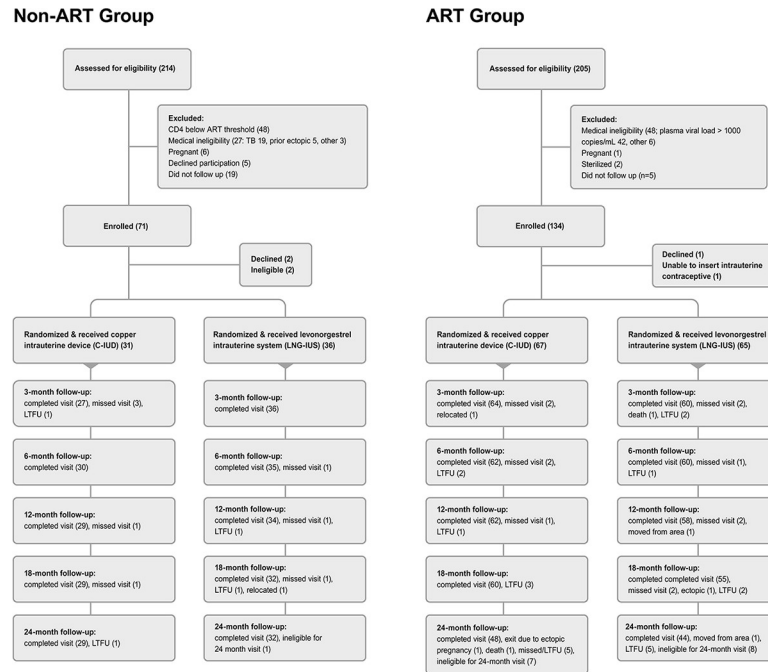 Non-ART Group
Assessed for eligibility (214)
Excluded:
CD4 below ART threshold (48)
Medical ineligibility (27: TB 19, prior ectopic 5, other 3)
Pregnant (6)
Declined participation (5)
Did not follow up (19)
Enrolled (71)
Declined (2)
Ineligible (2)
Randomized & received copper
intrauterine device (C-IUD) (31)
Randomized & received levonorgestrel
intrauterine system (LNG-IUS) (36)
3-month follow-up:
completed visit (27), missed visit (3),
LTFU (1)
3-month follow-up:
completed visit (36)
6-month follow-up:
completed visit (30)
6-month follow-up:
completed visit (35), missed visit (1)
12-month follow-up:
completed visit (29), missed visit (1)
12-month follow-up:
completed visit (34), missed visit (1),
LTFU (1)
18-month follow-up:
completed visit (29), missed visit (1)
18-month follow-up:
completed visit (32), missed visit (1),
LTFU (1), relocated (1)
24-month follow-up:
completed visit (29), LTFU (1)
24-month follow-up:
completed visit (32), ineligible for
24 month visit (1)
ART Group
Assessed for eligibility (205)
Excluded:
Medical ineligibility (48; plasma viral load > 1000
copies/mL 42, other 6)
Pregnant (1)
Sterilized (2)
Did not follow up (n=5)
Enrolled (134)
Declined (1)
Unable to insert intrauterine
contraceptive (1)
Randomized & received copper
intrauterine device (C-IUD) (67)
Randomized & received levonorgestrel
intrauterine system (LNG-IUS) (65)
3-month follow-up:
completed visit (64), missed visit (2),
relocated (1)
3-month follow-up:
completed visit (60), missed visit (2),
death (1), LTFU (2)
6-month follow-up:
completed visit (62), missed visit (2),
LTFU (2)
6-month follow-up:
completed visit (60), missed visit (1),
LTFU (1)
12-month follow-up:
completed visit (62), missed visit (1),
LTFU (1)
12-month follow-up:
completed visit (58), missed visit (2),
moved from area (1)
18-month follow-up:
completed visit (60), LTFU (3)
18-month follow-up:
completed completed visit (55),
missed visit (2), ectopic (1), LTFU (2)
24-month follow-up:
completed visit (48), exit due to ectopic
pregnancy (1), death (1), missed/LTFU (5),
ineligible for 24-month visit (7)
24-month follow-up:
completed visit (44), moved from area (1),
LTFU (5), ineligible for 24-month visit (8)